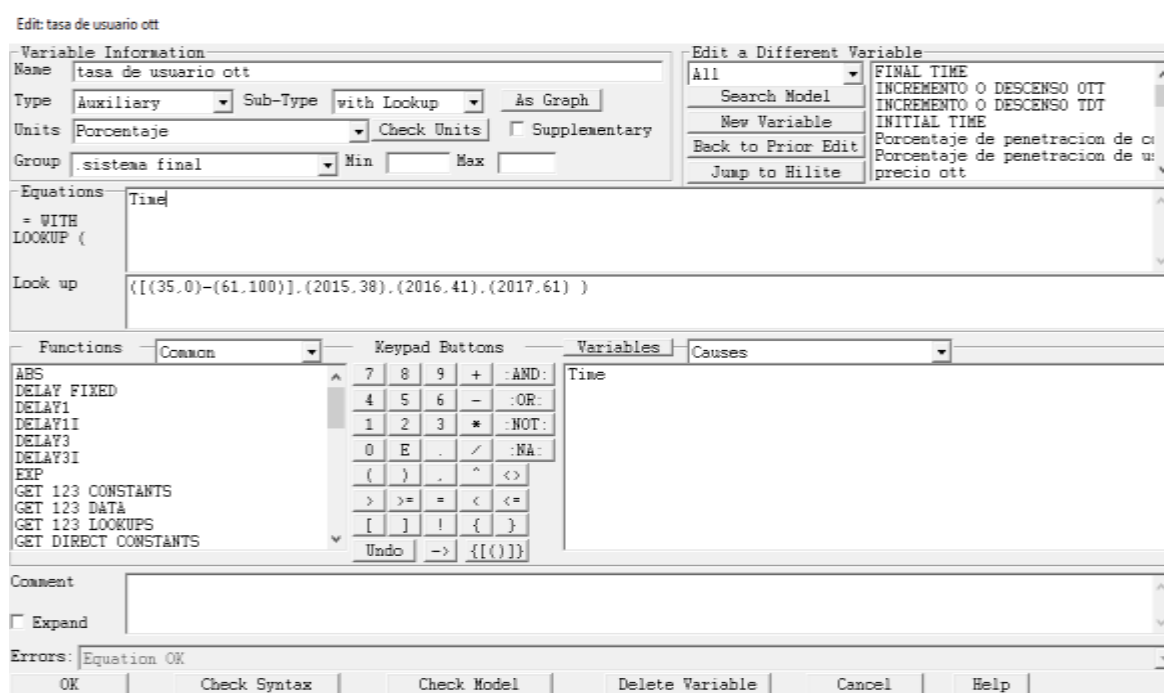 Edit: tasa de usuario ott
Variable Information
Edit a Different Variable
Name tasa de usuario ott
All
FINAL TIME
INCREMENTO O DESCENSO OTT
INCREMENTO O DESCENSO TDT
INITIAL TIME
Porcentaje de penetracion de
Porcentaje de penetracion de
precio ott
Type Auxiliary Sub-Type with Lookup As Graph
Search Model
Units Porcentaje Check Units Supplementary
New Variable
Back to Prior Edit
Group .sistema final Min Max
Jump to Hilite
Equations
= WITH
LOOKUP (
Time
Look up
([(35,0)-(61,100)],(2015,38),(2016,41),(2017,61) )
Functions Common
Keypad Buttons
Variables Causes
ABS
DELAY FIXED
DELAY1
DELAY1I
DELAY3
DELAY3I
EXP
GET 123 CONSTANTS
GET 123 DATA
GET 123 LOOKUPS
GET DIRECT CONSTANTS
7 8 9 + :AND:
4 5 6 - :OR:
1 2 3 * :NOT:
0 E . / :NA:
( ) , ^ <>
> >= = < <=
[ ] ! { }
Undo -> {[()]}
Time
Comment
Expand
Errors: Equation OK
OK Check Syntax Check Model Delete Variable Cancel Help